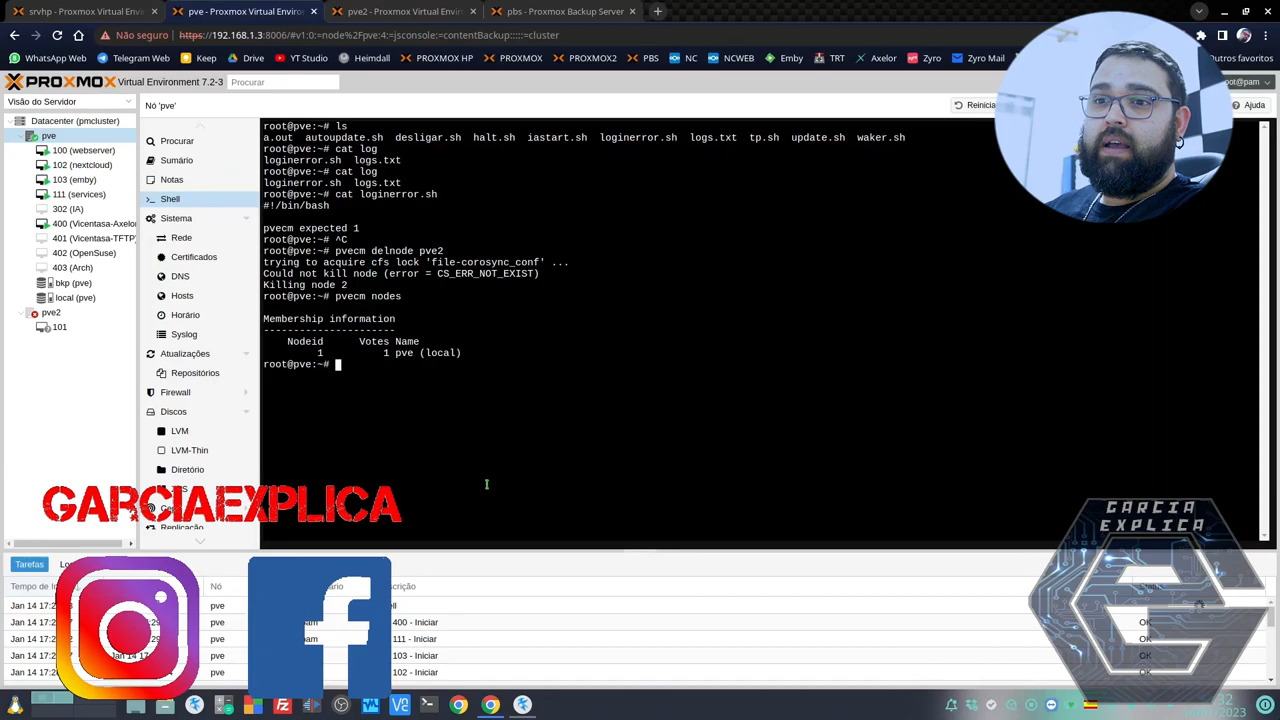 srvhp - Proxmox Virtual Enviro
pve - Proxmox Virtual Environ
pve2 - Proxmox Virtual Enviro
pbs - Proxmox Backup Server
Não seguro
https://192.168.1.3:8006/#v1:0:=node%2Fpve:4:=jsconsole:=contentBackup:::::=cluster
WhatsApp Web
Telegram Web
Keep
Drive
YT Studio
Heimdall
PROXMOX HP
PROXMOX
PROXMOX2
PBS
NC
NCWEB
Emby
TRT
Axelor
Zyro
Zyro Mail
Outros favoritos
PROXMOX
Virtual Environment 7.2-3
Procurar
ot@pam
Visão do Servidor
Nó 'pve'
Reinicia
Ajuda
Datacenter (pmcluster)
pve
100 (webserver)
102 (nextcloud)
103 (emby)
111 (services)
302 (IA)
400 (Vicentasa-Axelor
401 (Vicentasa-TFTP)
402 (OpenSuse)
403 (Arch)
bkp (pve)
local (pve)
pve2
101
Procurar
Sumário
Notas
Shell
Sistema
Rede
Certificados
DNS
Hosts
Horário
Syslog
Atualizações
Repositórios
Firewall
Discos
LVM
LVM-Thin
Diretório
Replicação
root@pve:~# ls
a.out autoupdate.sh desligar.sh halt.sh iastart.sh loginerror.sh logs.txt tp.sh update.sh waker.sh
root@pve:~# cat log
loginerror.sh logs.txt
root@pve:~# cat log
loginerror.sh logs.txt
root@pve:~# cat loginerror.sh
#!/bin/bash
pvecm expected 1
root@pve:~# ^C
root@pve:~# pvecm delnode pve2
trying to acquire cfs lock 'file-corosync_conf' ...
Could not kill node (error = CS_ERR_NOT_EXIST)
Killing node 2
root@pve:~# pvecm nodes
Membership information
----------------------
Nodeid Votes Name
1 1 pve (local)
root@pve:~#
GARCIAEXPLICA
GARCIA
EXPLICA
Tarefas
Nó
Jan 14 17:2
pve
Jan 14 17:2
pve
400 - Iniciar
OK
Jan 14 17:2
pve
111 - Iniciar
OK
Jan 14 17:2
pve
103 - Iniciar
OK
Jan 14 17:2
pve
102 - Iniciar
OK